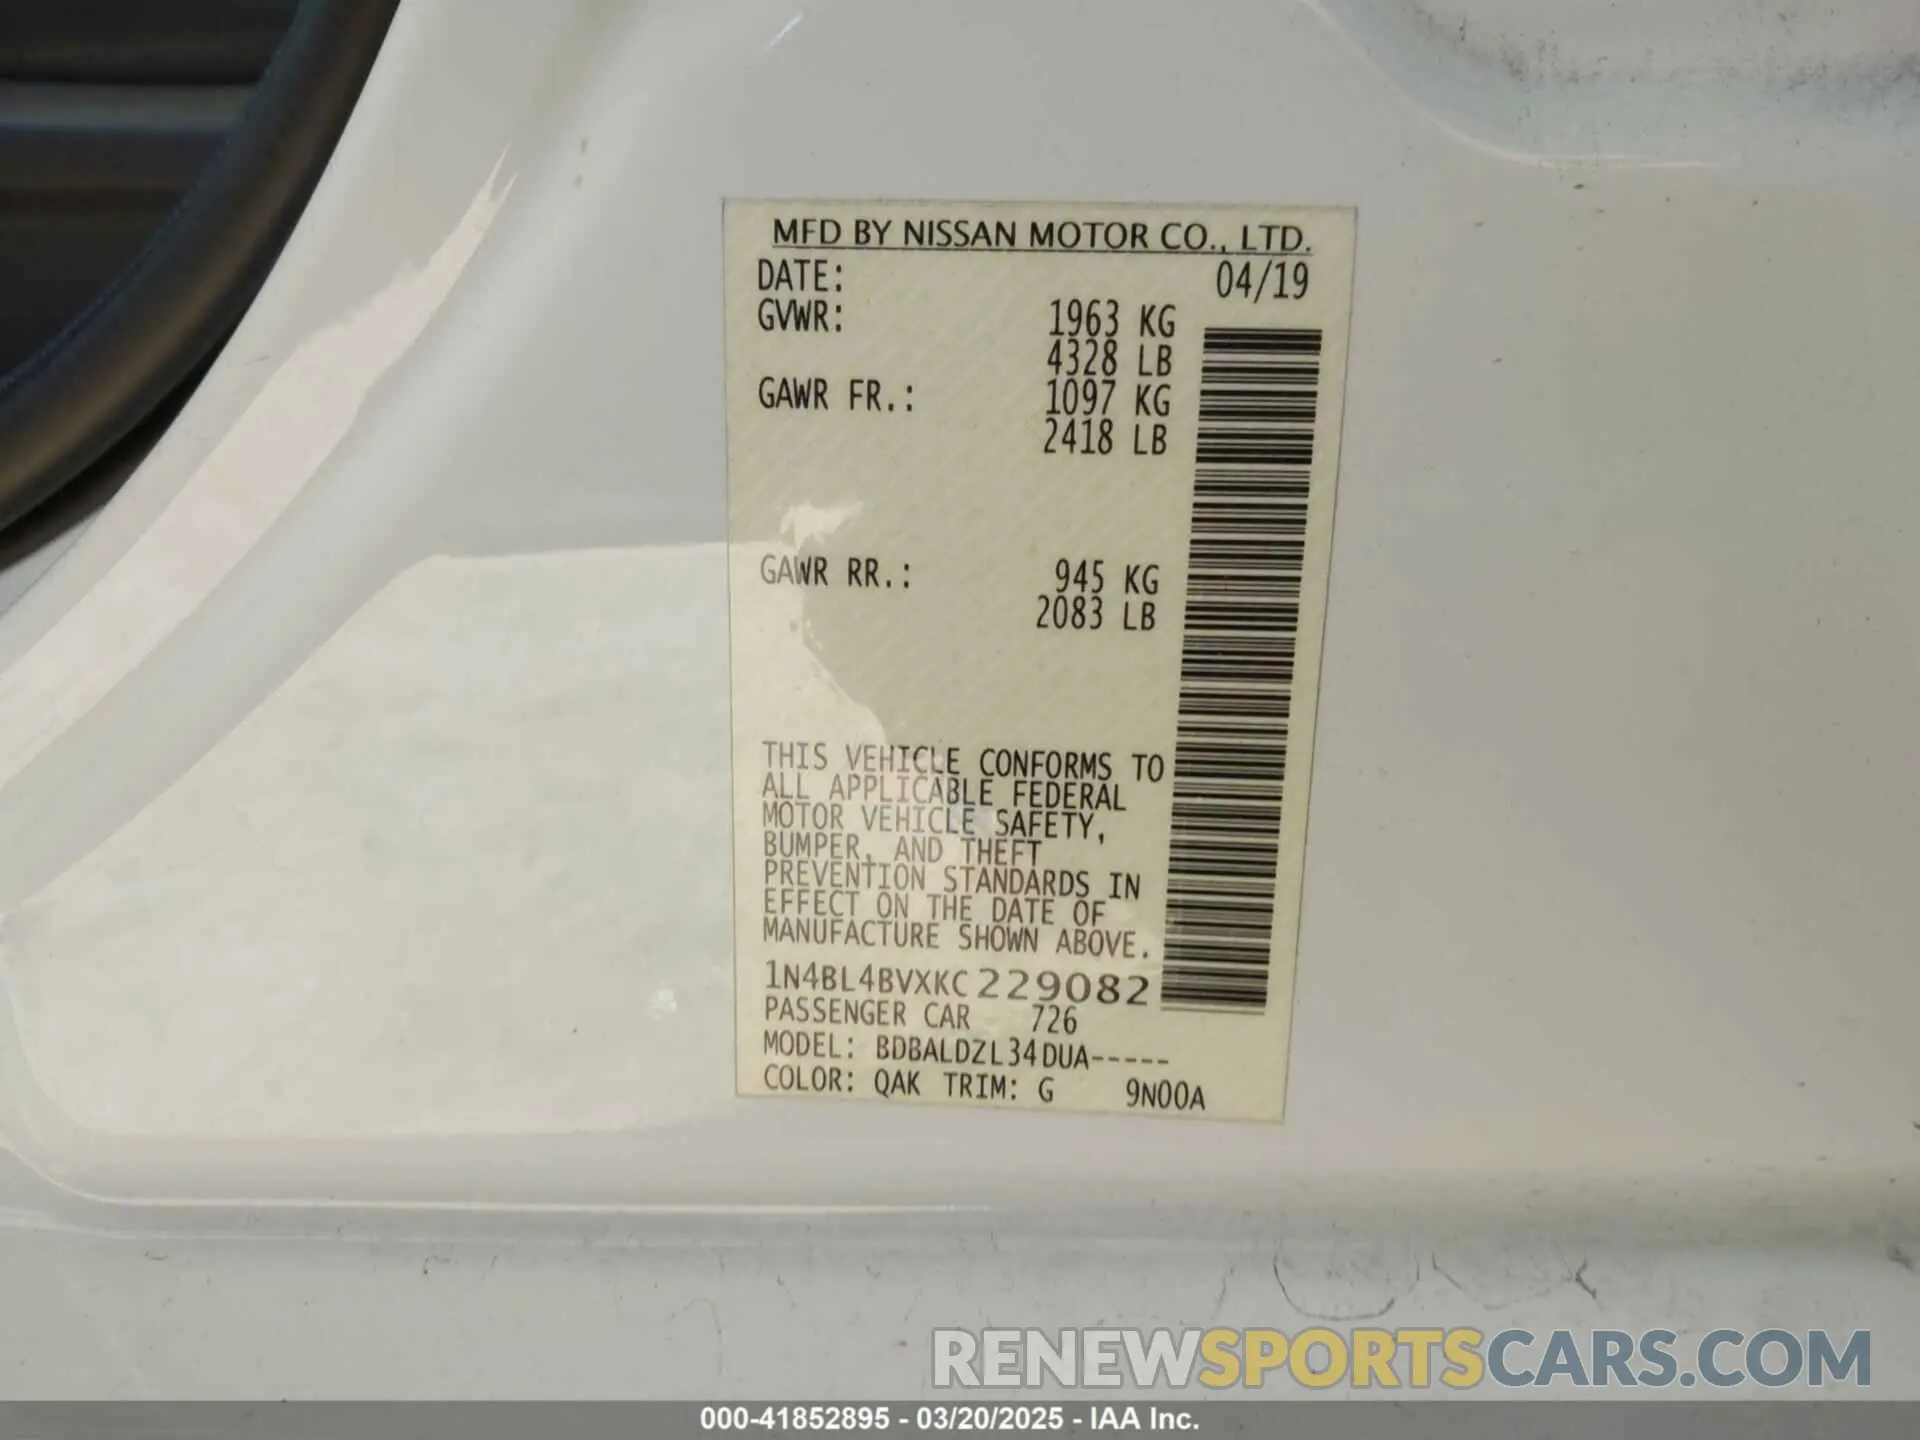 MFD BY NISSAN MOTOR CO., LTD.
DATE: 04/19
GVWR: 1963 KG
4328 LB
GAWR FR.: 1097 KG
2418 LB
GAWR RR.: 945 KG
2083 LB
THIS VEHICLE CONFORMS TO
ALL APPLICABLE FEDERAL
MOTOR VEHICLE SAFETY,
BUMPER, AND THEFT
PREVENTION STANDARDS IN
EFFECT ON THE DATE OF
MANUFACTURE SHOWN ABOVE.
1N4BL4BVXKC229082
PASSENGER CAR 726
MODEL: BDBALDZL34DUA-----
COLOR: QAK TRIM: G 9N00A
RENEWSPORTSCARS.COM
000-41852895 - 03/20/2025 - IAA Inc.